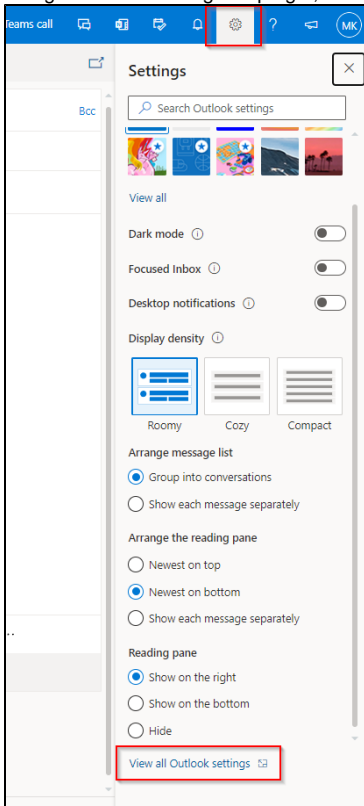 Teams call
?
MK
Settings
Bcc
Search Outlook settings
View all
Dark mode
Focused Inbox
Desktop notifications
Display density
Roomy Cozy Compact
Arrange message list
Group into conversations
Show each message separately
Arrange the reading pane
Newest on top
Newest on bottom
Show each message separately
..
Reading pane
Show on the right
Show on the bottom
Hide
View all Outlook settings